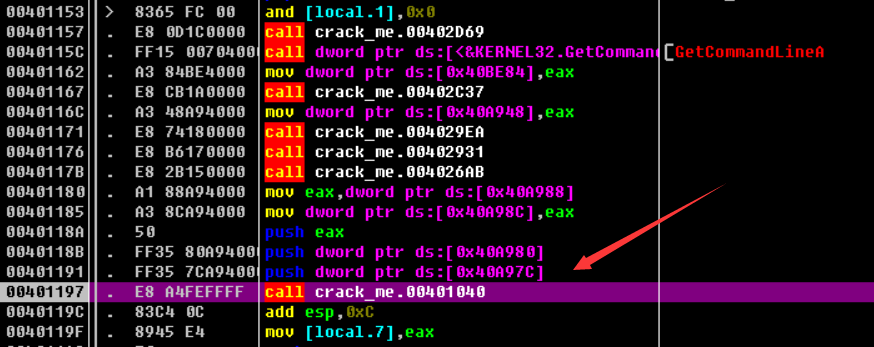 00401153 > 8365 FC 00 and [local.1],0x0
00401157 . E8 0D1C0000 call crack_me.00402D69
0040115C . FF15 00704000 call dword ptr ds:[<&KERNEL32.GetCommand [GetCommandLineA
00401162 . A3 84BE4000 mov dword ptr ds:[0x40BE84],eax
00401167 . E8 CB1A0000 call crack_me.00402C37
0040116C . A3 48A94000 mov dword ptr ds:[0x40A948],eax
00401171 . E8 74180000 call crack_me.004029EA
00401176 . E8 B6170000 call crack_me.00402931
0040117B . E8 2B150000 call crack_me.004026AB
00401180 . A1 88A94000 mov eax,dword ptr ds:[0x40A988]
00401185 . A3 8CA94000 mov dword ptr ds:[0x40A98C],eax
0040118A . 50 push eax
0040118B . FF35 80A94000 push dword ptr ds:[0x40A980]
00401191 . FF35 7CA94000 push dword ptr ds:[0x40A97C]
00401197 . E8 A4FEFFFF call crack_me.00401040
0040119C . 83C4 0C add esp,0xC
0040119F . 8945 E4 mov [local.7],eax